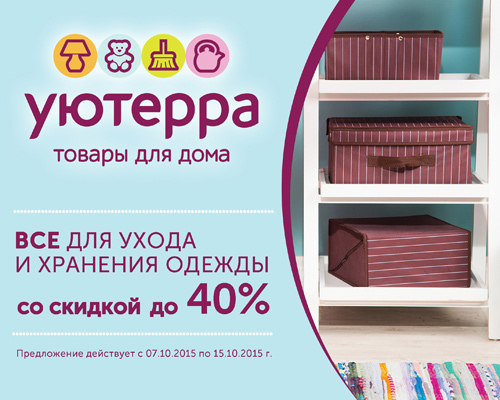 уютерра
товары для дома
ВСЕ ДЛЯ УХОДА
И ХРАНЕНИЯ ОДЕЖДЫ
со скидкой до 40%
Предложение действует с 07.10.2015 по 15.10.2015 г.